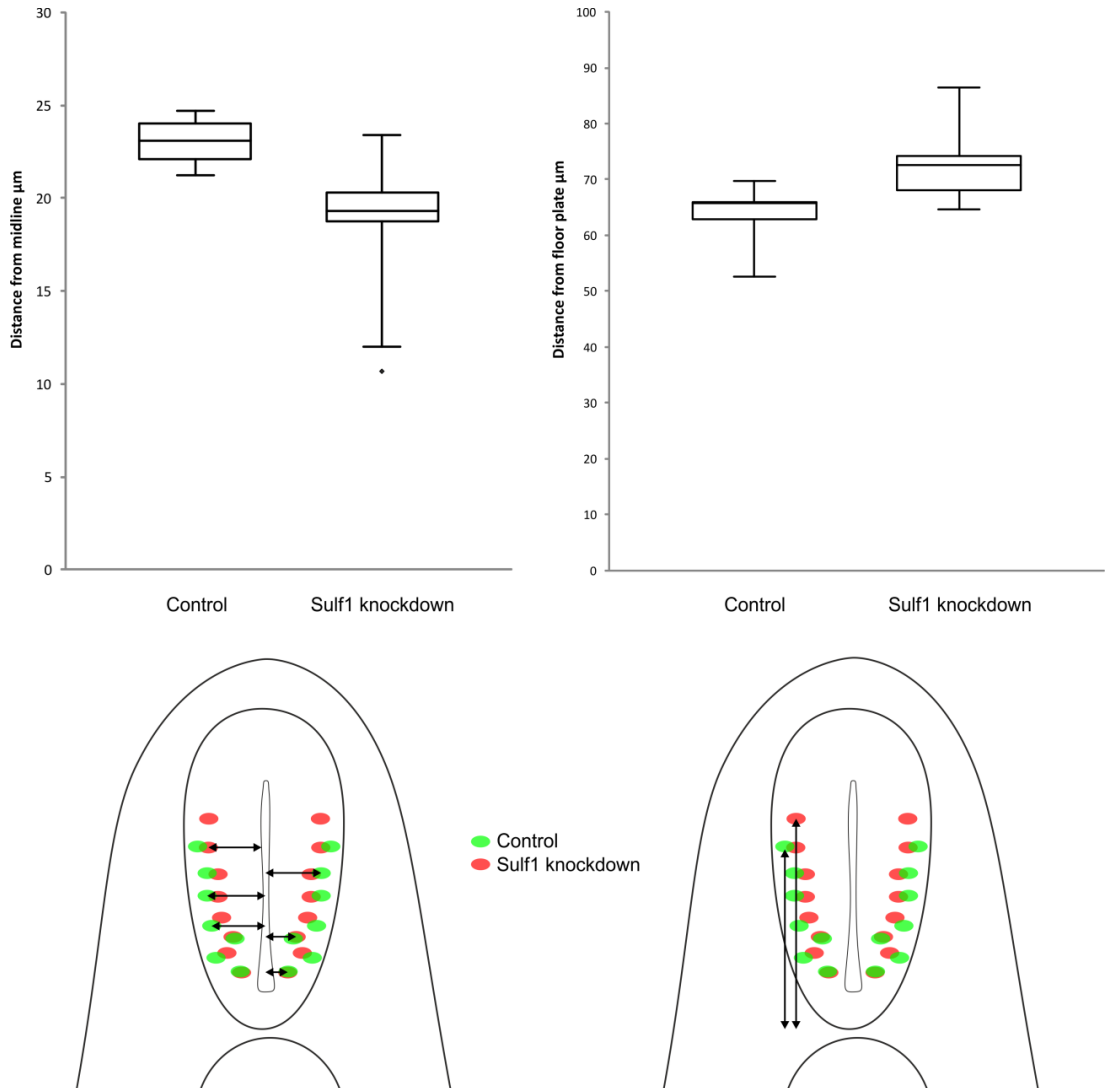 30
25
20
15
10
5
0
Distance from midline µm
Control
Sulf1 knockdown
100
90
80
70
60
50
40
30
20
10
0
Distance from floor plate µm
Control
Sulf1 knockdown
Control
Sulf1 knockdown